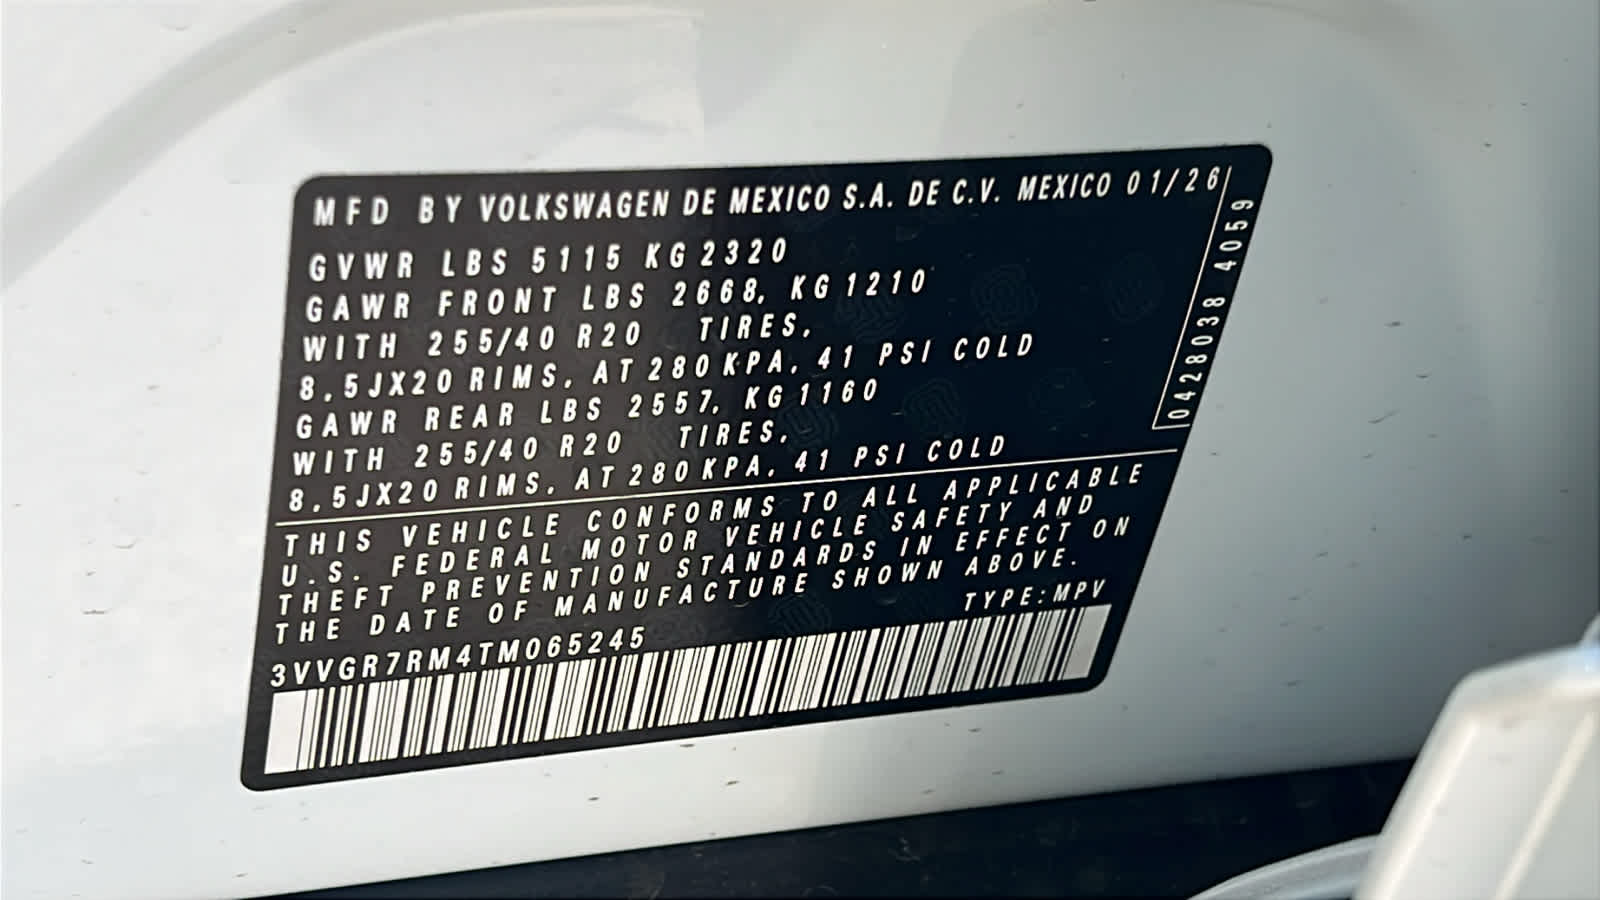 MFD BY VOLKSWAGEN DE MEXICO S.A. DE C.V. MEXICO 01/26
GVWR LBS 5115 KG 2320
GAWR FRONT LBS 2668, KG 1210
WITH 255/40 R20 TIRES,
8,5JX20 RIMS, AT 280 KPA, 41 PSI COLD
GAWR REAR LBS 2557, KG 1160
WITH 255/40 R20 TIRES,
8,5JX20 RIMS, AT 280 KPA, 41 PSI COLD
0428038 4059
THIS VEHICLE CONFORMS TO ALL APPLICABLE
U.S. FEDERAL MOTOR VEHICLE SAFETY AND
THEFT PREVENTION STANDARDS IN EFFECT ON
THE DATE OF MANUFACTURE SHOWN ABOVE.
TYPE: MPV
3VVGR7RM4TM065245